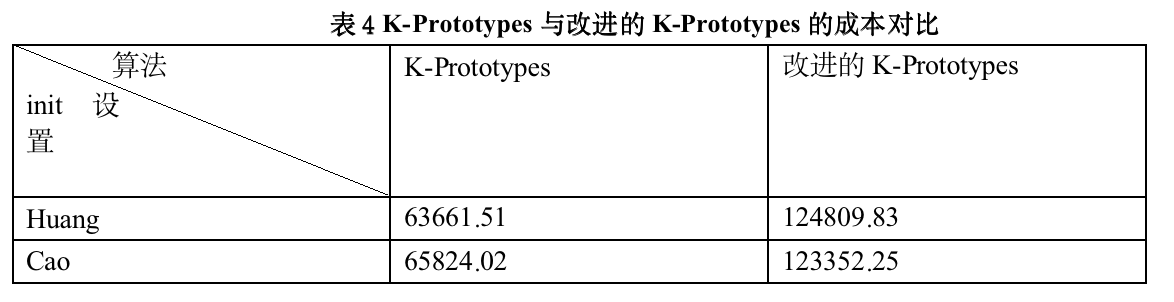 表 4 K-Prototypes 与改进的 K-Prototypes 的成本对比
算法
init 设
置
K-Prototypes
改进的 K-Prototypes
Huang
63661.51
124809.83
Cao
65824.02
123352.25